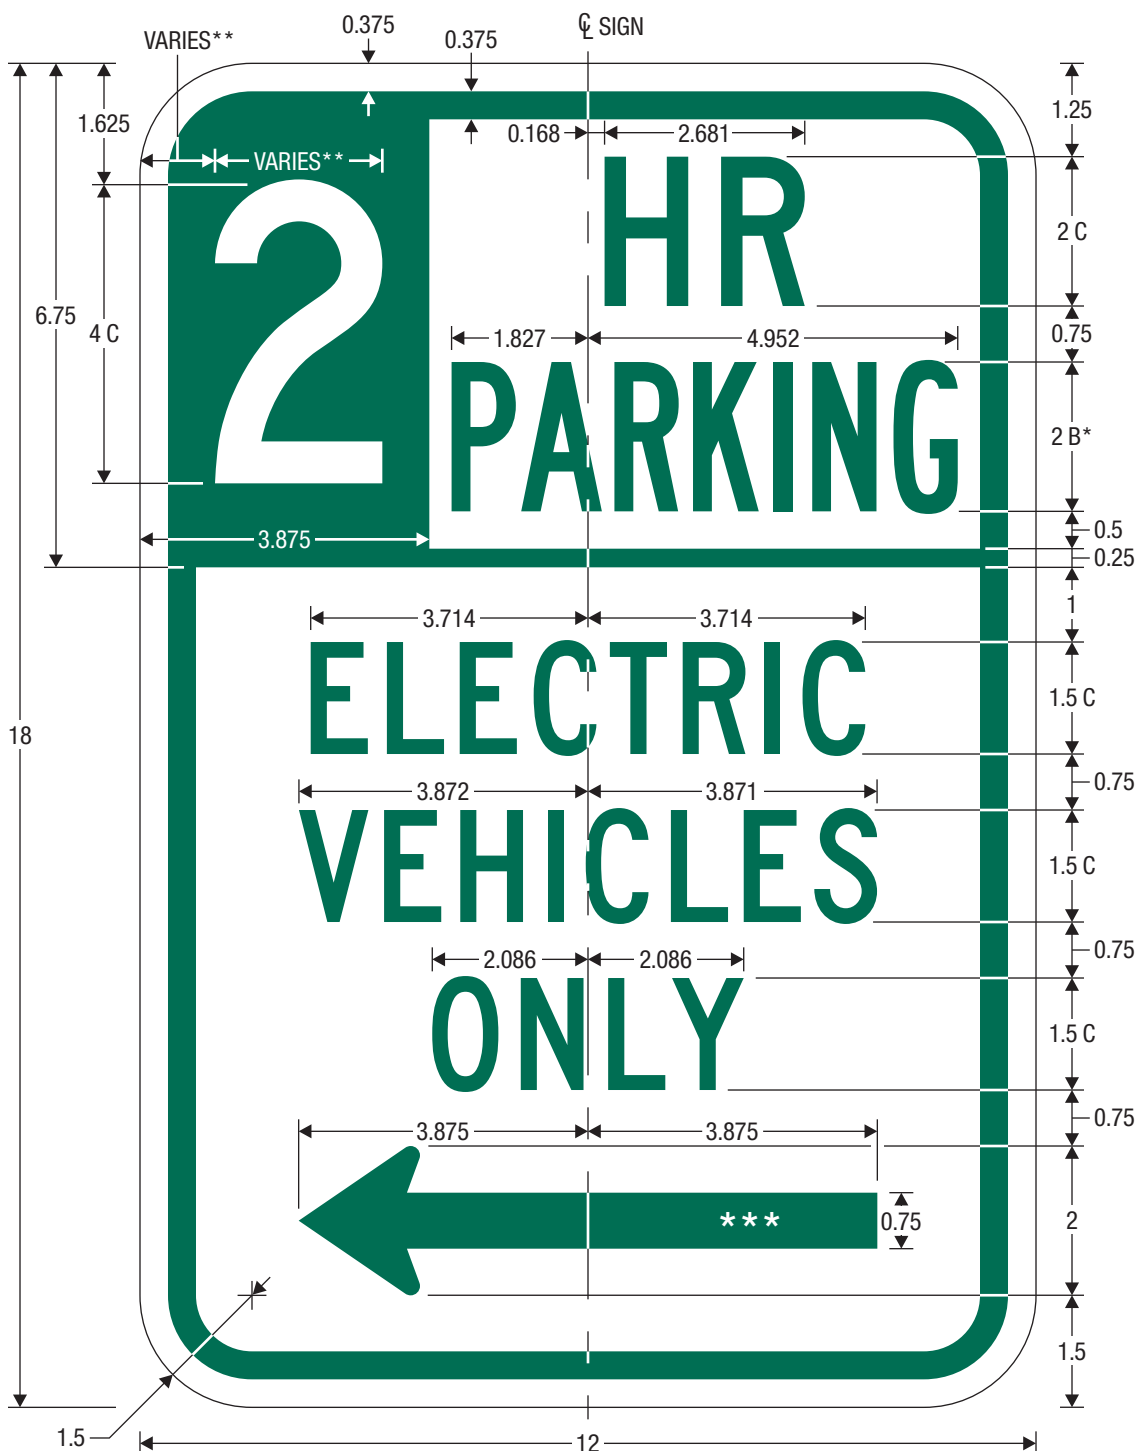 ℄ SIGN
VARIES**
0.375
0.375
1.625
VARIES**
0.168
2.681
1.25
2
HR
2 C
6.75
4 C
1.827
4.952
0.75
PARKING
2 B*
3.875
0.5
0.25
3.714
3.714
1
ELECTRIC
1.5 C
18
3.872
3.871
0.75
VEHICLES
1.5 C
2.086
2.086
0.75
ONLY
1.5 C
3.875
3.875
0.75
***
0.75
2
1.5
1.5
12